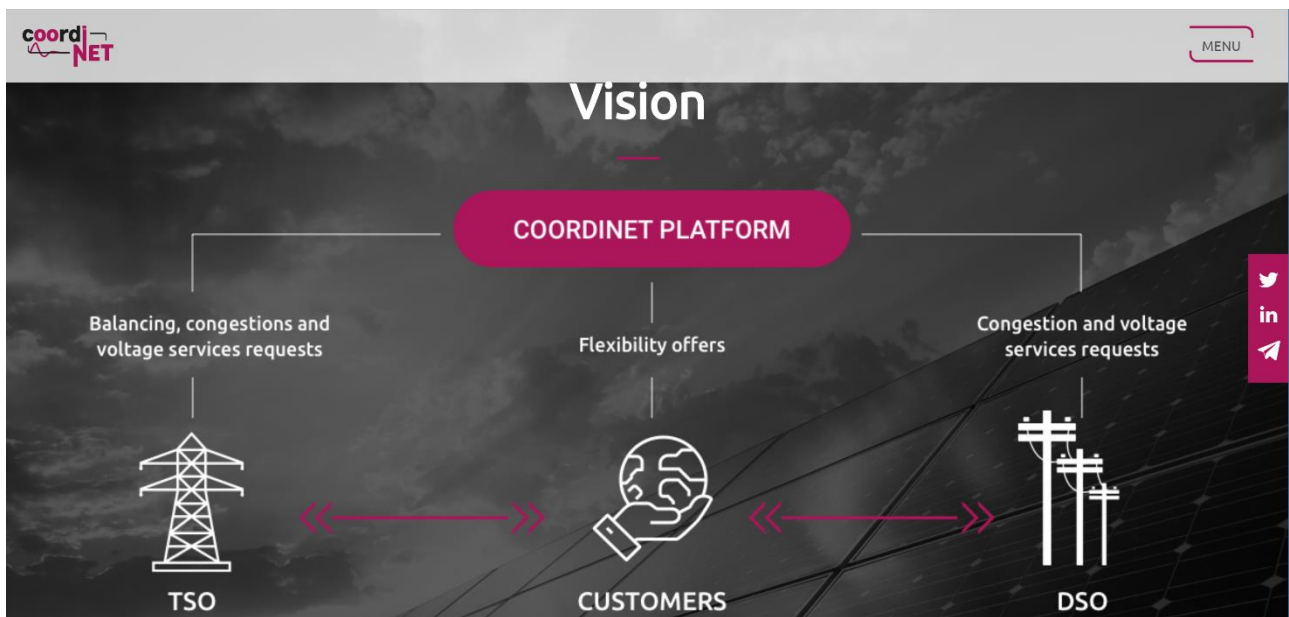 coordi
NET
MENU
Vision
COORDINET PLATFORM
Balancing, congestions and
voltage services requests
Flexibility offers
Congestion and voltage
services requests
in
TSO
CUSTOMERS
DSO